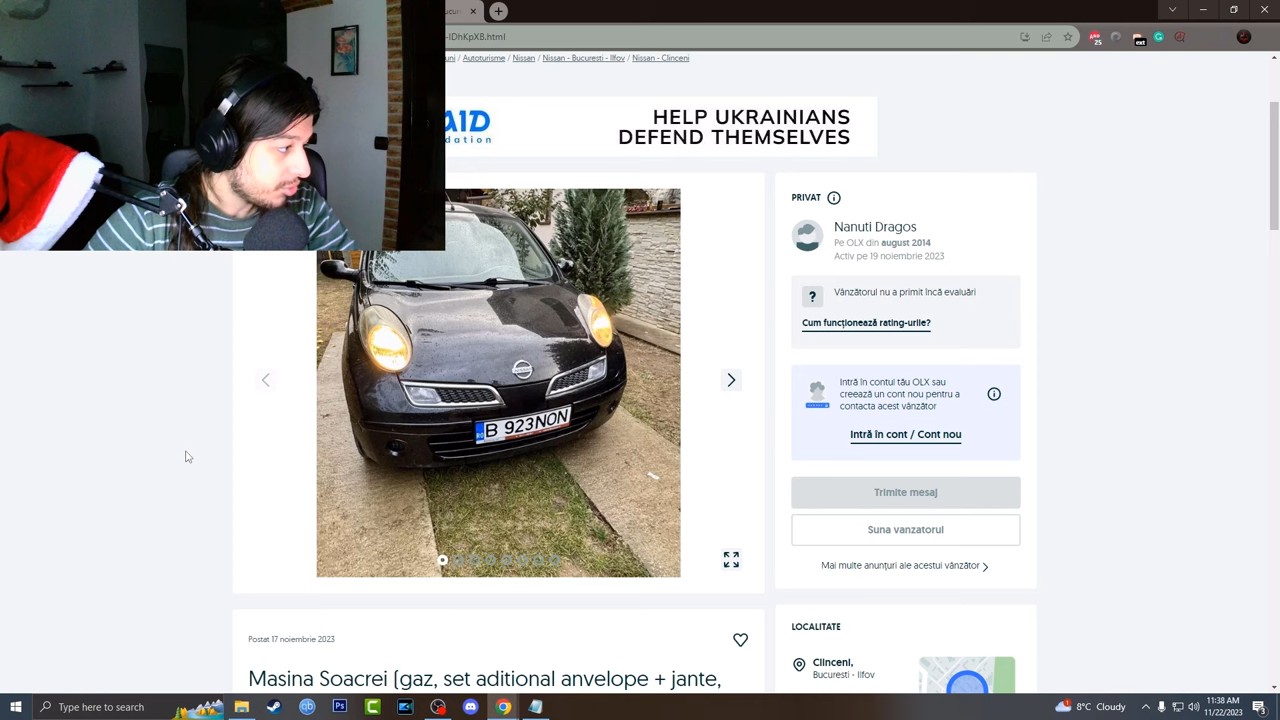 -IDhKpXB.html
uni / Autoturisme / Nissan / Nissan - Bucuresti - Ilfov / Nissan - Clinceni
AID
dation
HELP UKRAINIANS
DEFEND THEMSELVES
PRIVAT
Nanuti Dragos
Pe OLX din august 2014
Activ pe 19 noiembrie 2023
?
Vânzătorul nu a primit încă evaluări
Cum funcționează rating-urile?
Intră în contul tău OLX sau
creează un cont nou pentru a
contacta acest vânzător
Intră în cont / Cont nou
Trimite mesaj
Suna vanzatorul
Mai multe anunțuri ale acestui vânzător
NISSAN
B 923NON
Postat 17 noiembrie 2023
Masina Soacrei (gaz, set aditional anvelope + jante,
LOCALITATE
Clinceni,
Bucuresti - Ilfov
Type here to search
8°C Cloudy
11:38 AM
11/22/2023